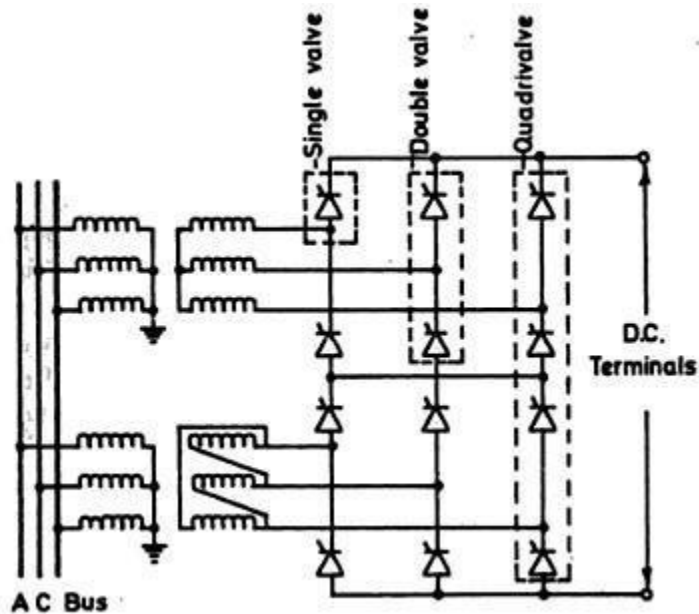 Single valve
Double valve
Quadrivalve
D.C.
Terminals
A C Bus